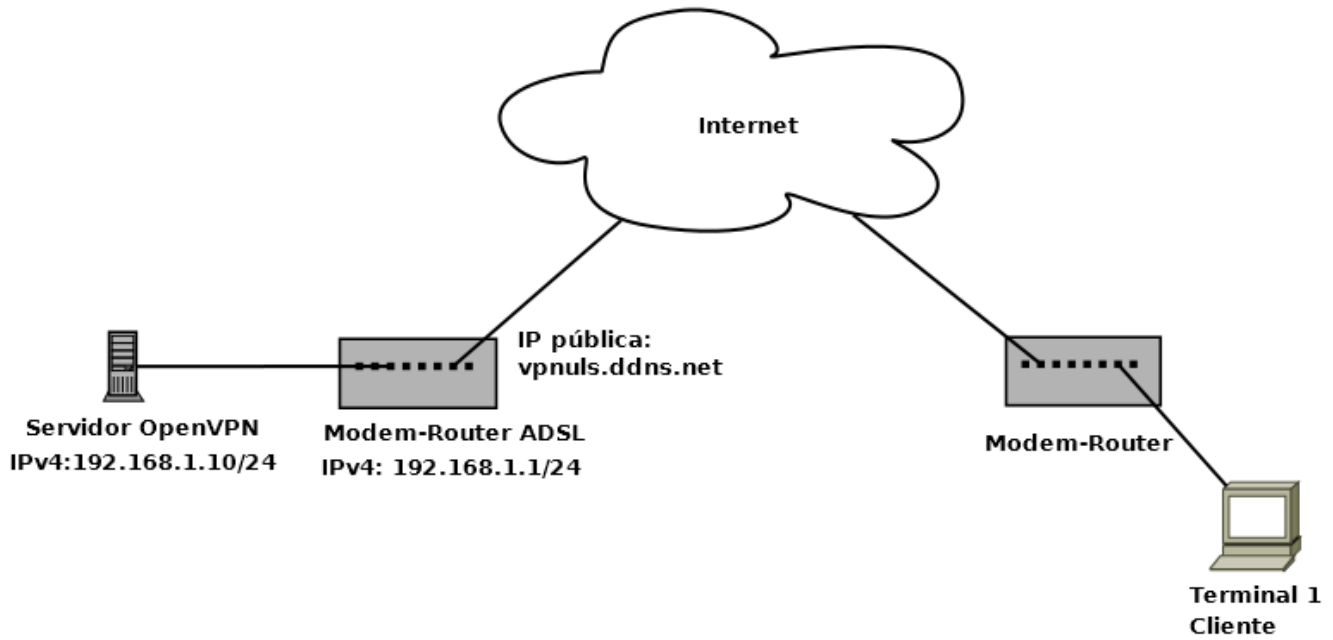 Internet
IP pública:
vpnuls.ddns.net
Servidor OpenVPN
IPv4:192.168.1.10/24
Modem-Router ADSL
IPv4: 192.168.1.1/24
Modem-Router
Terminal 1
Cliente